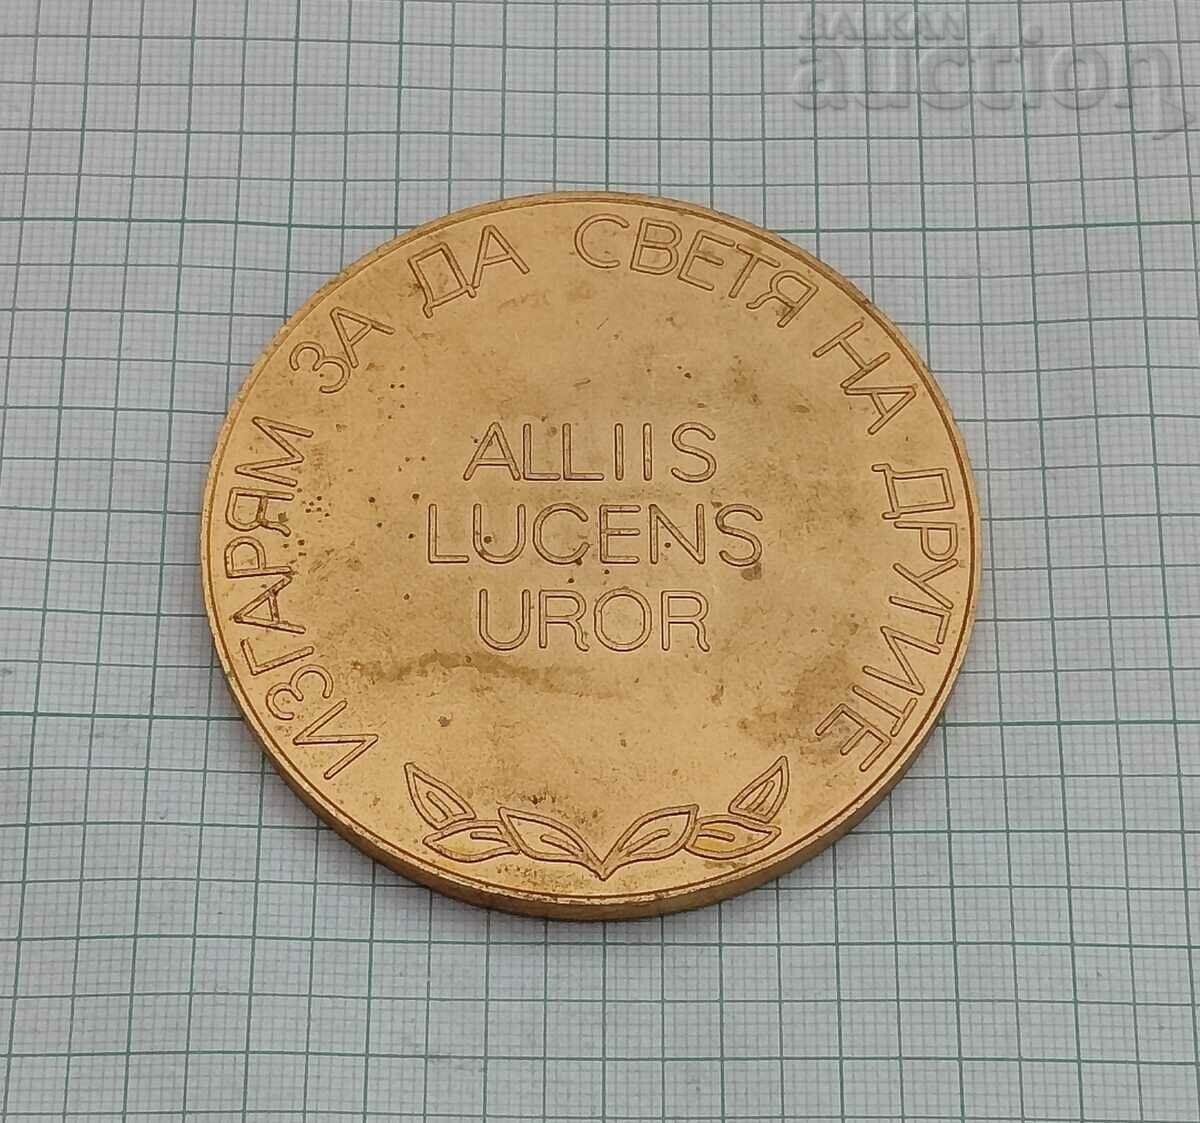 BALKAN
auction
ИЗГАРЯМ ЗА ДА СВЕТЯ НА ДРУГИТЕ
ALLIIS
LUCENS
UROR